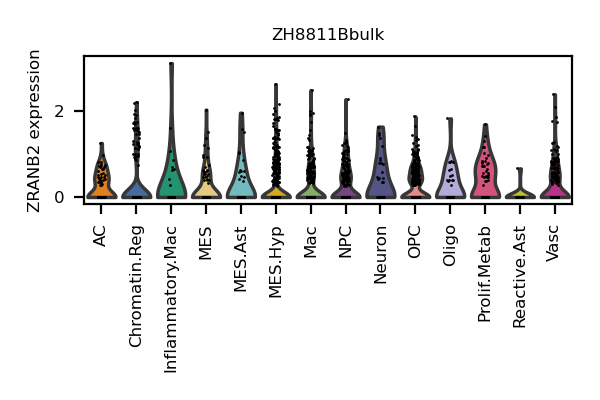 ZH8811Bbulk
ZRANB2 expression
2
0
AC
Chromatin.Reg
Inflammatory.Mac
MES
MES.Ast
MES.Hyp
Mac
NPC
Neuron
OPC
Oligo
Prolif.Metab
Reactive.Ast
Vasc